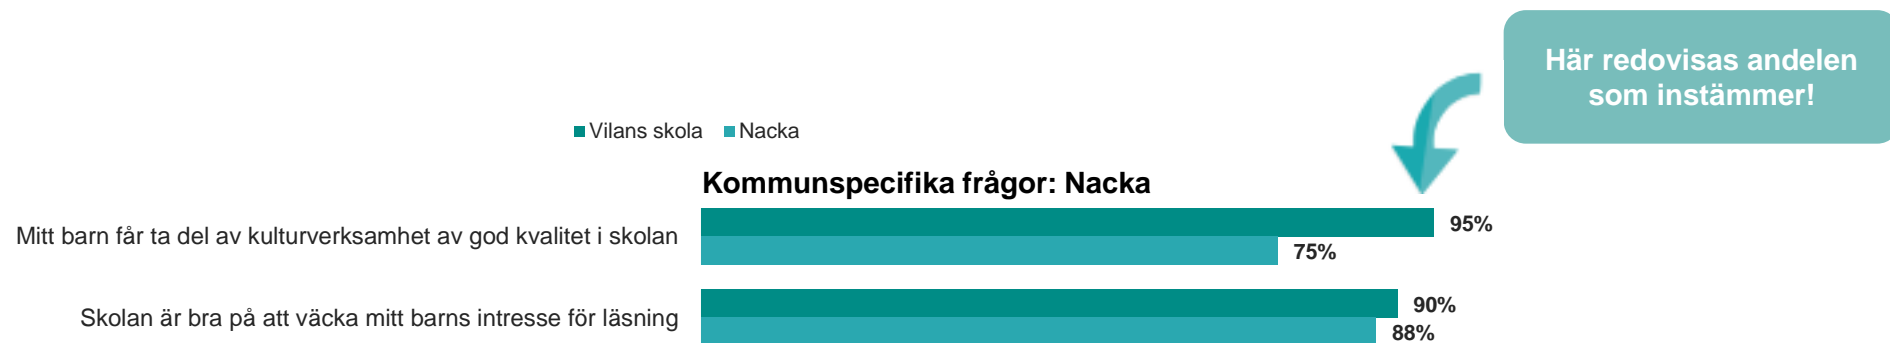 Här redovisas andelen
som instämmer!
Vilans skola Nacka
Kommunspecifika frågor: Nacka
Mitt barn får ta del av kulturverksamhet av god kvalitet i skolan
95%
75%
Skolan är bra på att väcka mitt barns intresse för läsning
90%
88%